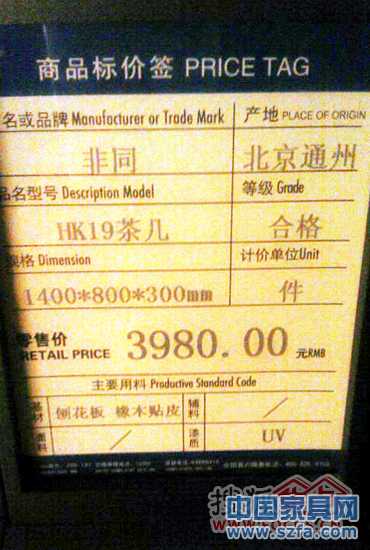 商品标价签 PRICE TAG
名或品牌 Manufacturer or Trade Mark 产地 PLACE OF ORIGIN
非同 北京通州
品名型号 Description Model 等级 Grade
HK19茶几 合格
规格 Dimension 计价单位Unit
1400*800*300mm 件
零售价
RETAIL PRICE 3980.00 元RMB
主要用料 Productive Standard Code
基材 刨花板 橡木贴皮 辅料 /
面料 / 漆质 UV
中国家具网
www.szfa.com